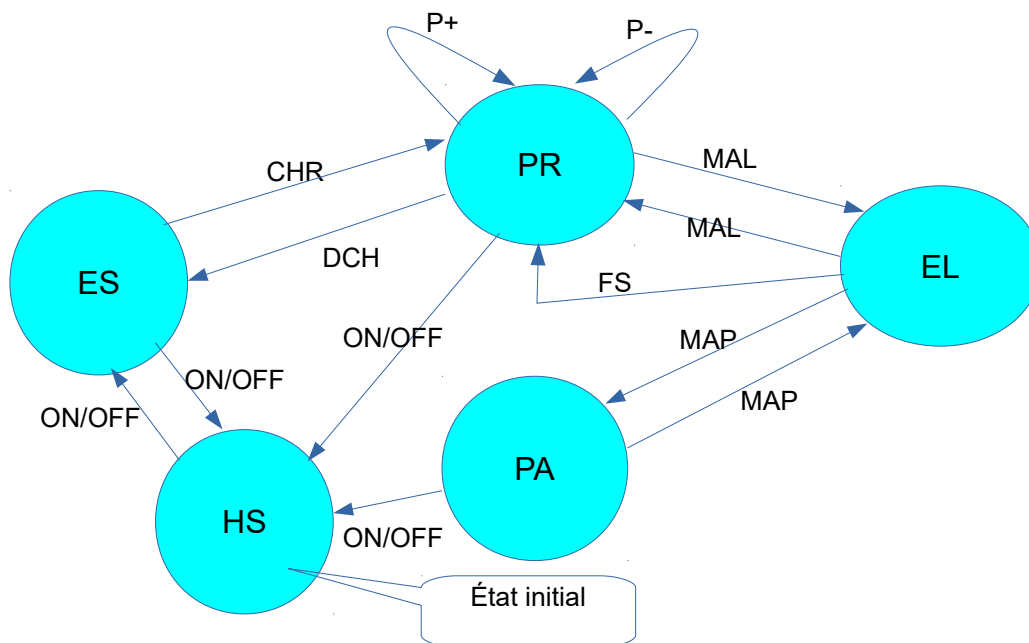 P+
P-
PR
MAL
CHR
MAL
DCH
ES
EL
FS
ON/OFF
MAP
ON/OFF
MAP
ON/OFF
PA
HS
ON/OFF
État initial